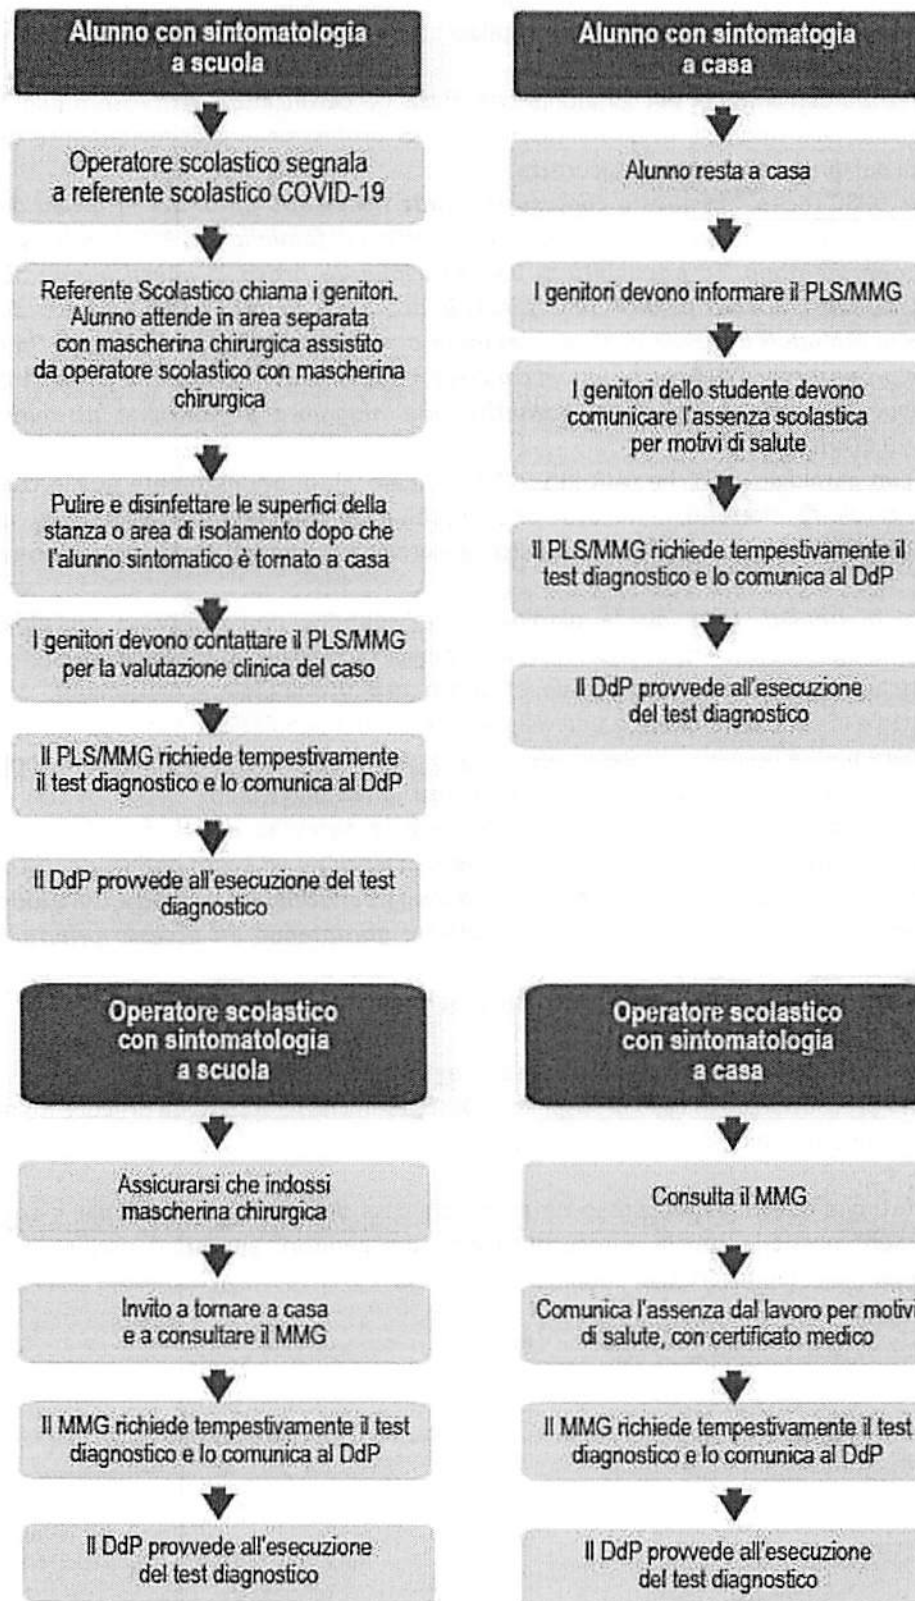 Alunno con sintomatologia
a scuola
Operatore scolastico segnala
a referente scolastico COVID-19
Referente Scolastico chiama i genitori.
Alunno attende in area separata
con mascherina chirurgica assistito
da operatore scolastico con mascherina
chirurgica
Pulire e disinfettare le superfici della
stanza o area di isolamento dopo che
l'alunno sintomatico è tornato a casa
I genitori devono contattare il PLS/MMG
per la valutazione clinica del caso
Il PLS/MMG richiede tempestivamente
il test diagnostico e lo comunica al DdP
Il DdP provvede all'esecuzione del test
diagnostico
Alunno con sintomatogia
a casa
Alunno resta a casa
I genitori devono informare il PLS/MMG
I genitori dello studente devono
comunicare l'assenza scolastica
per motivi di salute
Il PLS/MMG richiede tempestivamente il
test diagnostico e lo comunica al DdP
Il DdP provvede all'esecuzione
del test diagnostico
Operatore scolastico
con sintomatologia
a scuola
Assicurarsi che indossi
mascherina chirurgica
Invito a tornare a casa
e a consultare il MMG
Il MMG richiede tempestivamente il test
diagnostico e lo comunica al DdP
Il DdP provvede all'esecuzione
del test diagnostico
Operatore scolastico
con sintomatologia
a casa
Consulta il MMG
Comunica l'assenza dal lavoro per motivi
di salute, con certificato medico
Il MMG richiede tempestivamente il test
diagnostico e lo comunica al DdP
Il DdP provvede all'esecuzione
del test diagnostico